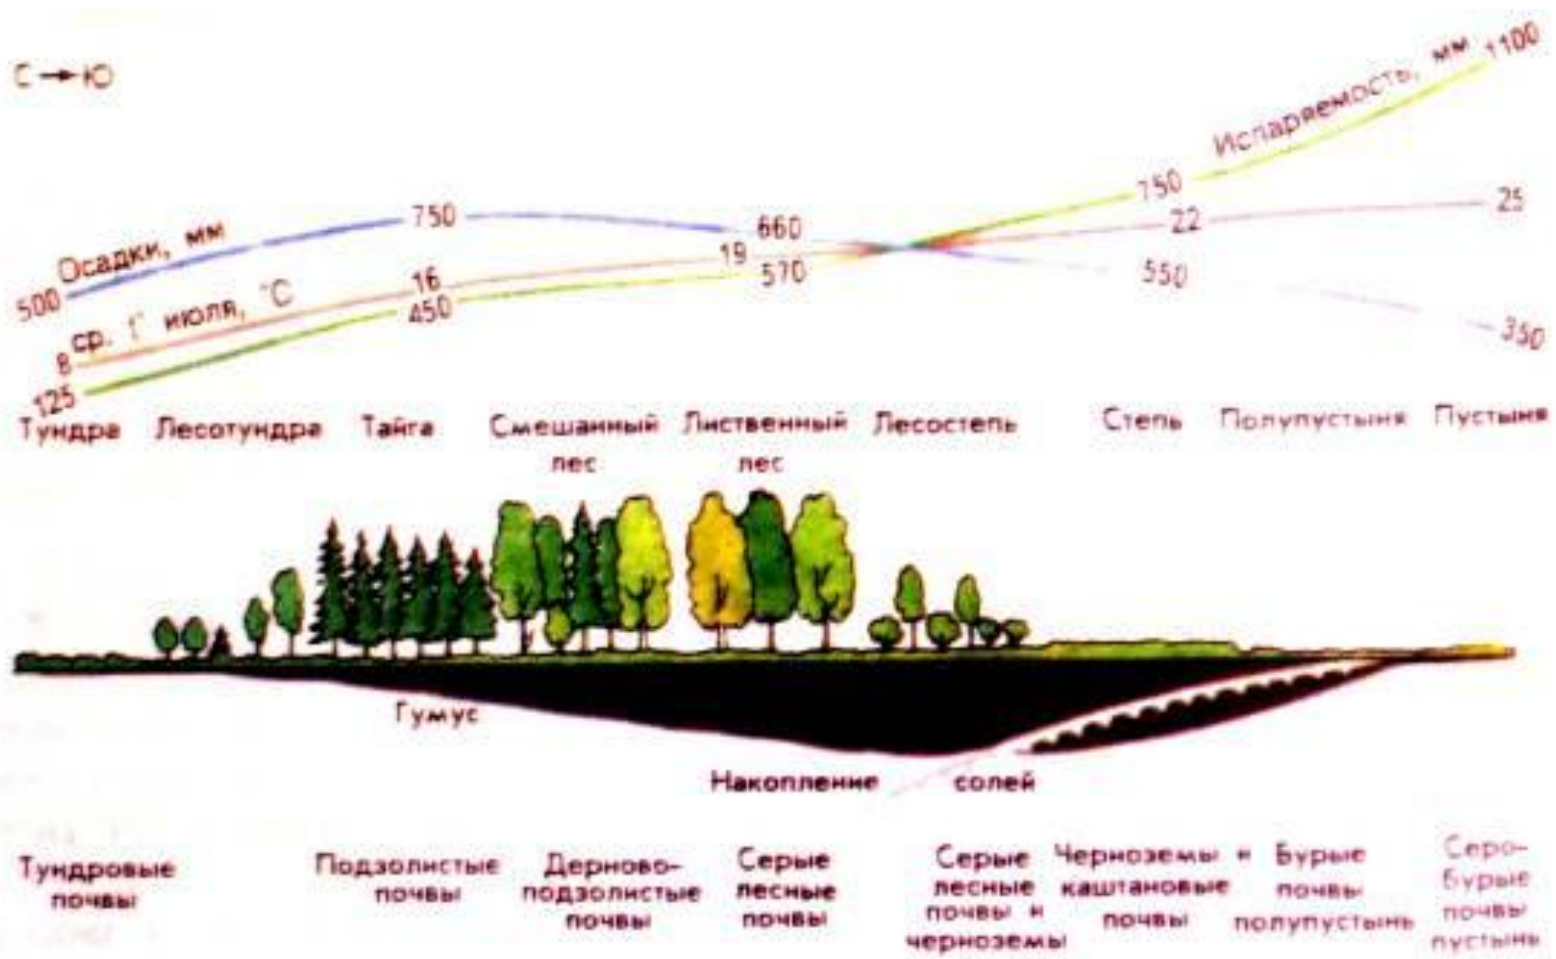 С → Ю
Испаряемость, мм 1100
Осадки, мм
500
750
660
750
22
25
ср. t° июля, °С
8
16
19
125
450
570
550
350
Тундра Лесотундра Тайга Смешанный лес Лиственный лес Лесостепь Степь Полупустыня Пустыня
Гумус
Накопление солей
Тундровые
почвы
Подзолистые
почвы
Дерново-
подзолистые
почвы
Серые
лесные
почвы
Серые
лесные
почвы и
черноземы
Черноземы и
каштановые
почвы
Бурые
почвы
полупустынь
Серо-
бурые
почвы
пустынь